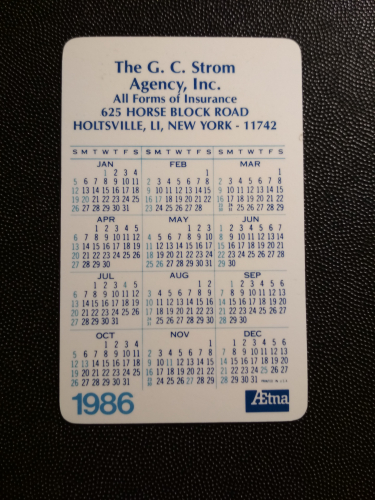 The G. C. Strom
Agency, Inc.
All Forms of Insurance
625 HORSE BLOCK ROAD
HOLTSVILLE, LI, NEW YORK - 11742
S M T W T F S S M T W T F S S M T W T F S
JAN FEB MAR
1 2 3 4 1 1
5 6 7 8 9 10 11 2 3 4 5 6 7 8 2 3 4 5 6 7 8
12 13 14 15 16 17 18 9 10 11 12 13 14 15 9 10 11 12 13 14 15
19 20 21 22 23 24 25 16 17 18 19 20 21 22 16 17 18 19 20 21 22
26 27 28 29 30 31 23 24 25 26 27 28 23/30 24/31 25 26 27 28 29
APR MAY JUN
1 2 3 4 5 1 2 3 1 2 3 4 5 6 7
6 7 8 9 10 11 12 4 5 6 7 8 9 10 8 9 10 11 12 13 14
13 14 15 16 17 18 19 11 12 13 14 15 16 17 15 16 17 18 19 20 21
20 21 22 23 24 25 26 18 19 20 21 22 23 24 22 23 24 25 26 27 28
27 28 29 30 25 26 27 28 29 30 31 29 30
JUL AUG SEP
1 2 3 4 5 1 2 1 2 3 4 5 6
6 7 8 9 10 11 12 3 4 5 6 7 8 9 7 8 9 10 11 12 13
13 14 15 16 17 18 19 10 11 12 13 14 15 16 14 15 16 17 18 19 20
20 21 22 23 24 25 26 17 18 19 20 21 22 23 21 22 23 24 25 26 27
27 28 29 30 31 24/31 25 26 27 28 29 30 28 29 30
OCT NOV DEC
1 2 3 4 1 1 2 3 4 5 6
5 6 7 8 9 10 11 2 3 4 5 6 7 8 7 8 9 10 11 12 13
12 13 14 15 16 17 18 9 10 11 12 13 14 15 14 15 16 17 18 19 20
19 20 21 22 23 24 25 16 17 18 19 20 21 22 21 22 23 24 25 26 27
26 27 28 29 30 31 23/30 24 25 26 27 28 29 28 29 30 31
PRINTED IN U.S.A.
1986 Ætna